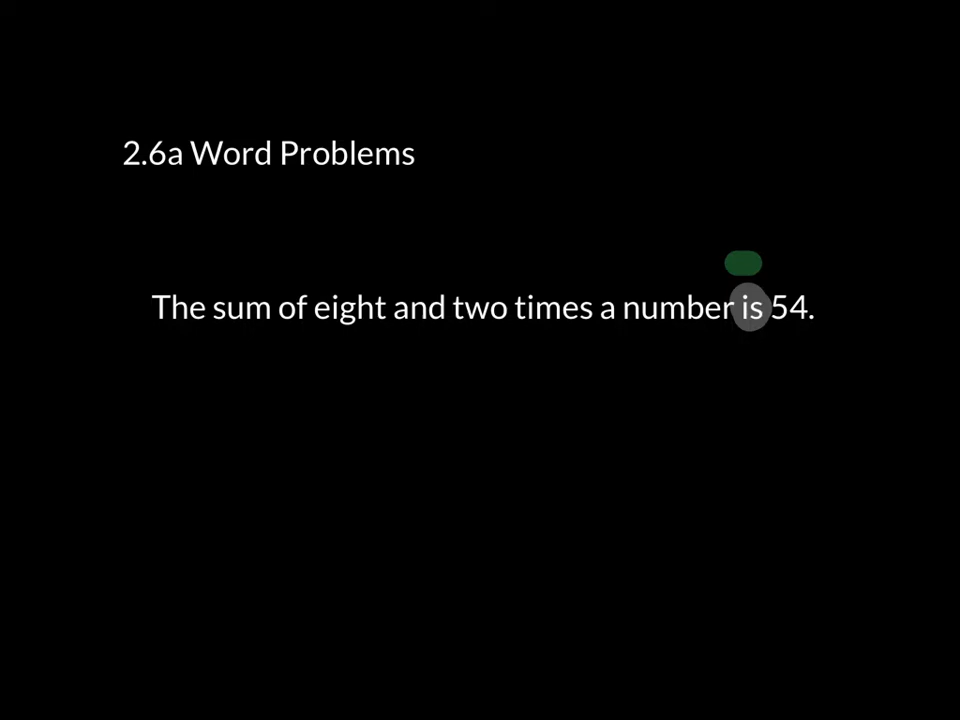 2.6a Word Problems
The sum of eight and two times a number is 54.